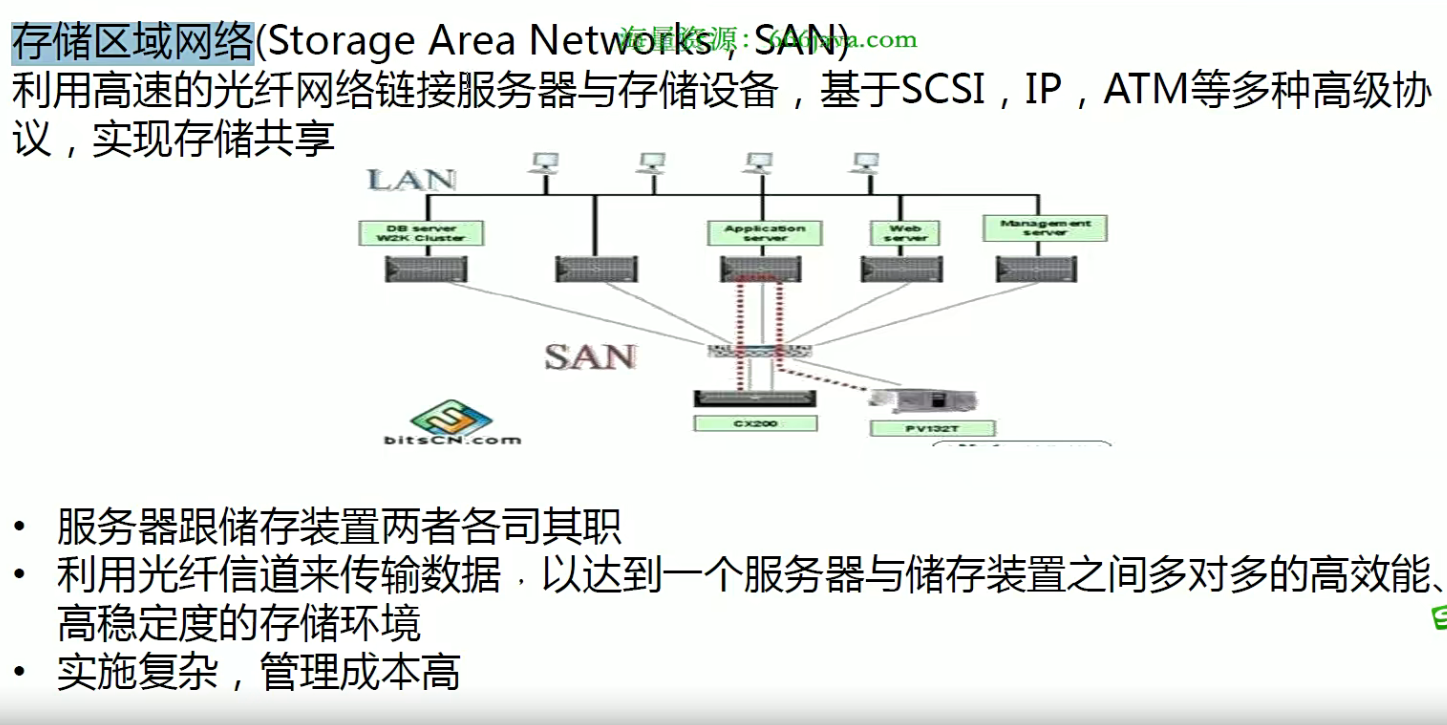 存储区域网络(Storage Area Networks，SAN)
海量资源：666java.com
利用高速的光纤网络链接服务器与存储设备，基于SCSI，IP，ATM等多种高级协
议，实现存储共享
LAN
DB server
W2K Cluster
Application
server
Web
server
Management
server
SAN
CX200
PV132T
bitsCN.com
• 服务器跟储存装置两者各司其职
• 利用光纤信道来传输数据，以达到一个服务器与储存装置之间多对多的高效能、
高稳定度的存储环境
• 实施复杂，管理成本高